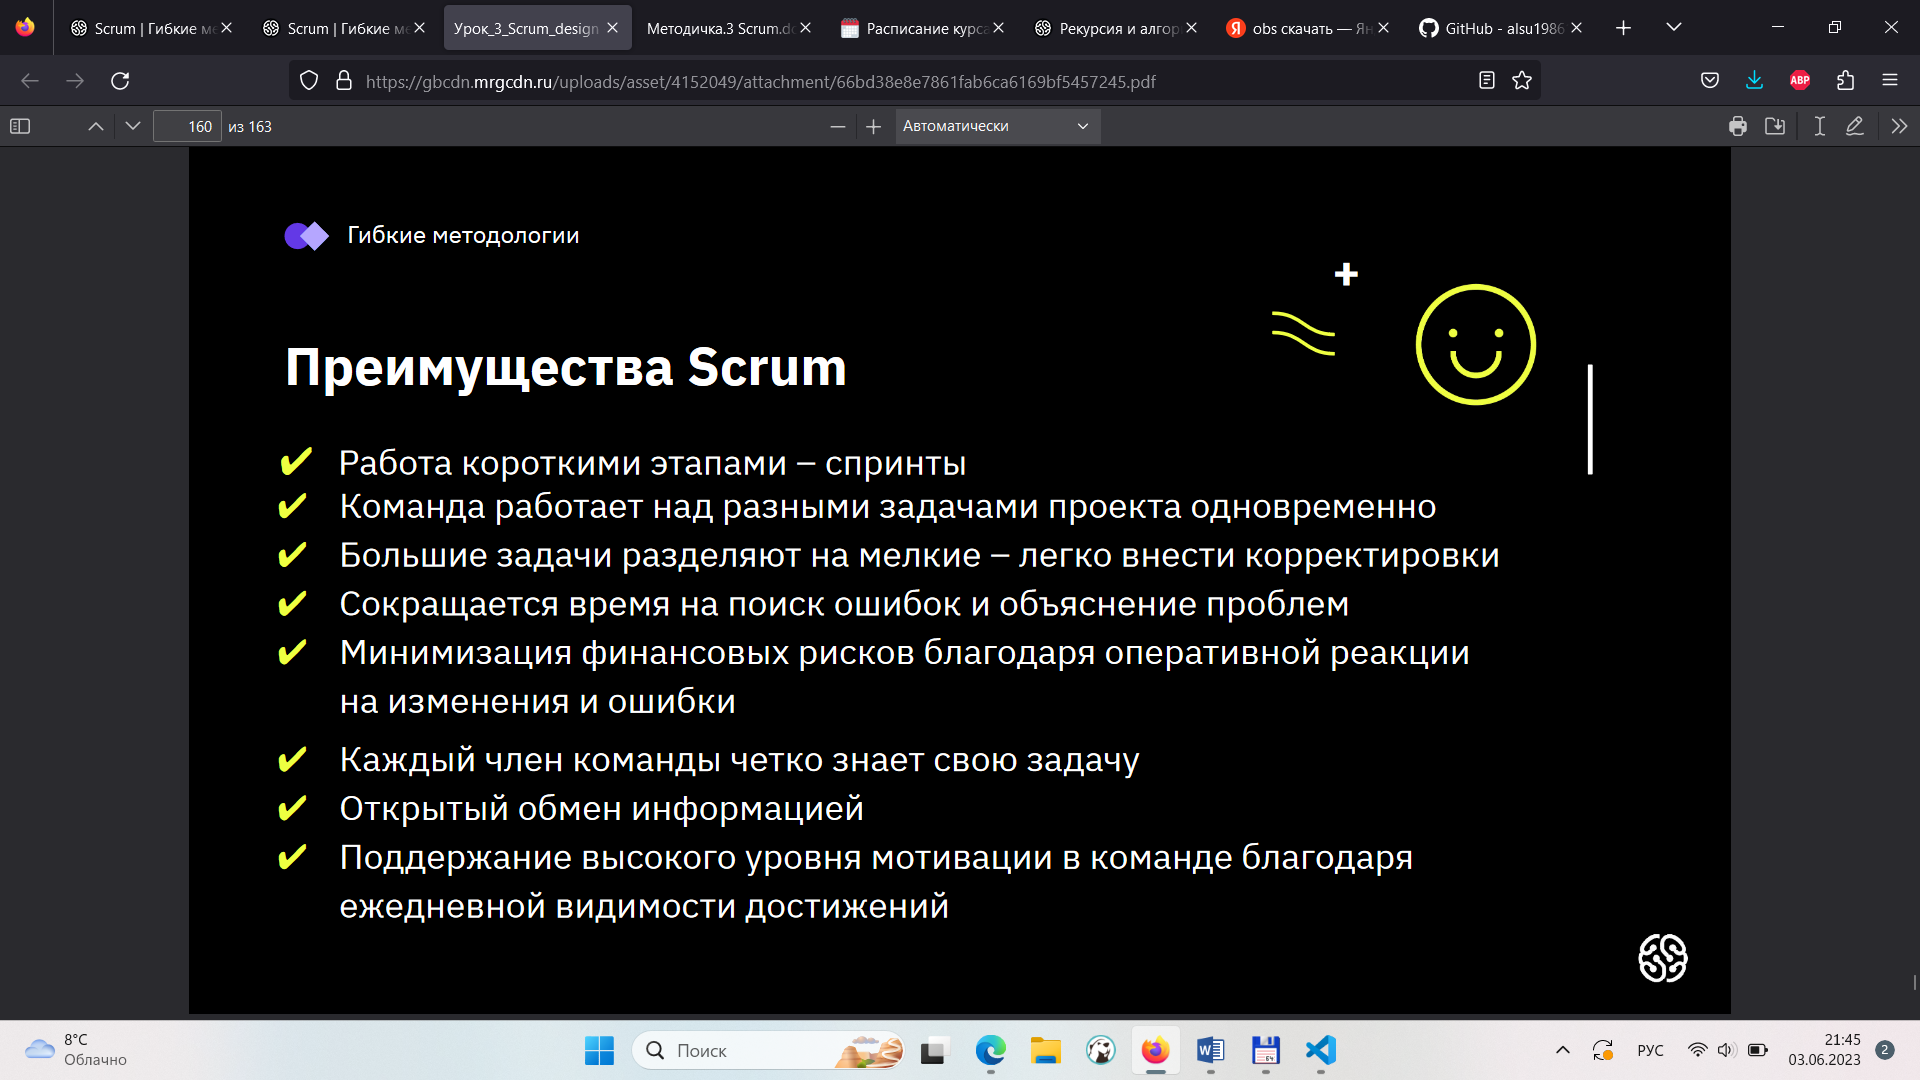 Scrum | Гибкие ме
Scrum | Гибкие ме
Урок_3_Scrum_design
Методичка.3 Scrum.do
Расписание курса
Рекурсия и алгор
obs скачать — Ян
GitHub - alsu1986
https://gbcdn.mrgcdn.ru/uploads/asset/4152049/attachment/66bd38e8e7861fab6ca6169bf5457245.pdf
ABP
160 из 163
Автоматически
Гибкие методологии
Преимущества Scrum
✔ Работа короткими этапами – спринты
✔ Команда работает над разными задачами проекта одновременно
✔ Большие задачи разделяют на мелкие – легко внести корректировки
✔ Сокращается время на поиск ошибок и объяснение проблем
✔ Минимизация финансовых рисков благодаря оперативной реакции
на изменения и ошибки
✔ Каждый член команды четко знает свою задачу
✔ Открытый обмен информацией
✔ Поддержание высокого уровня мотивации в команде благодаря
ежедневной видимости достижений
8°C
Облачно
Поиск
64
РУС
21:45
03.06.2023
2